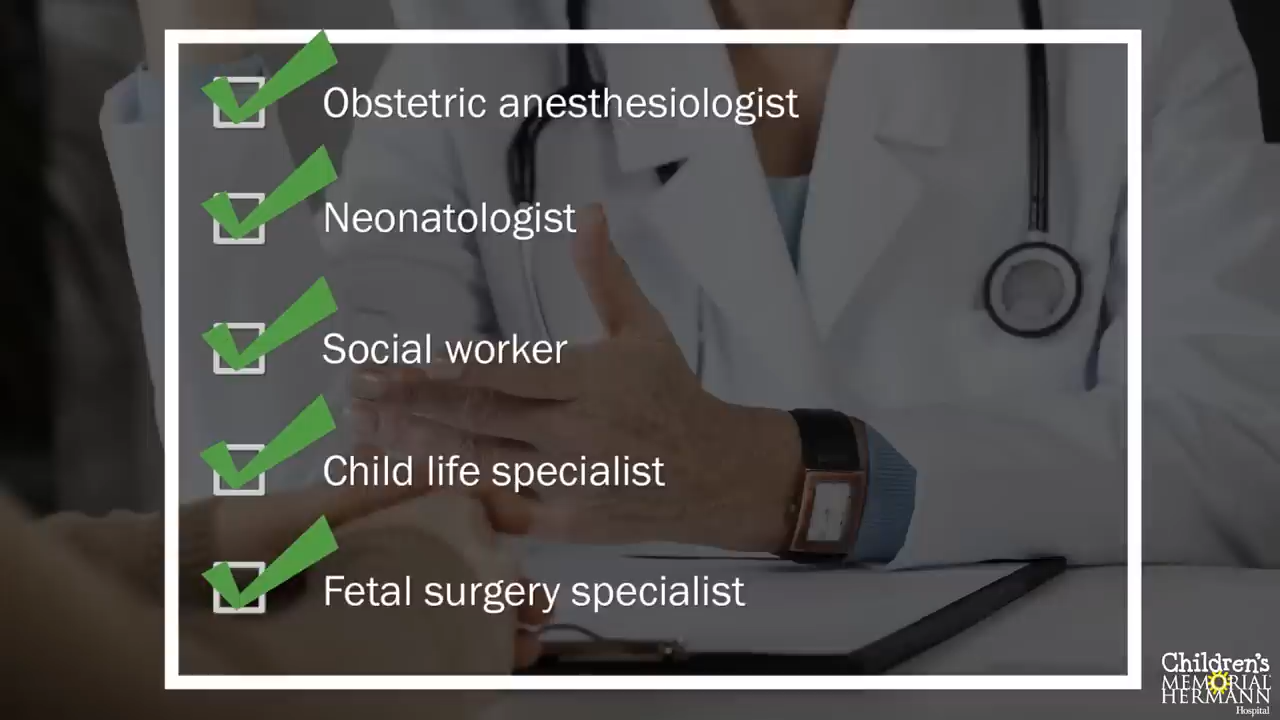 Obstetric anesthesiologist
Neonatologist
Social worker
Child life specialist
Fetal surgery specialist
Children's
MEMORIAL
HERMANN
Hospital